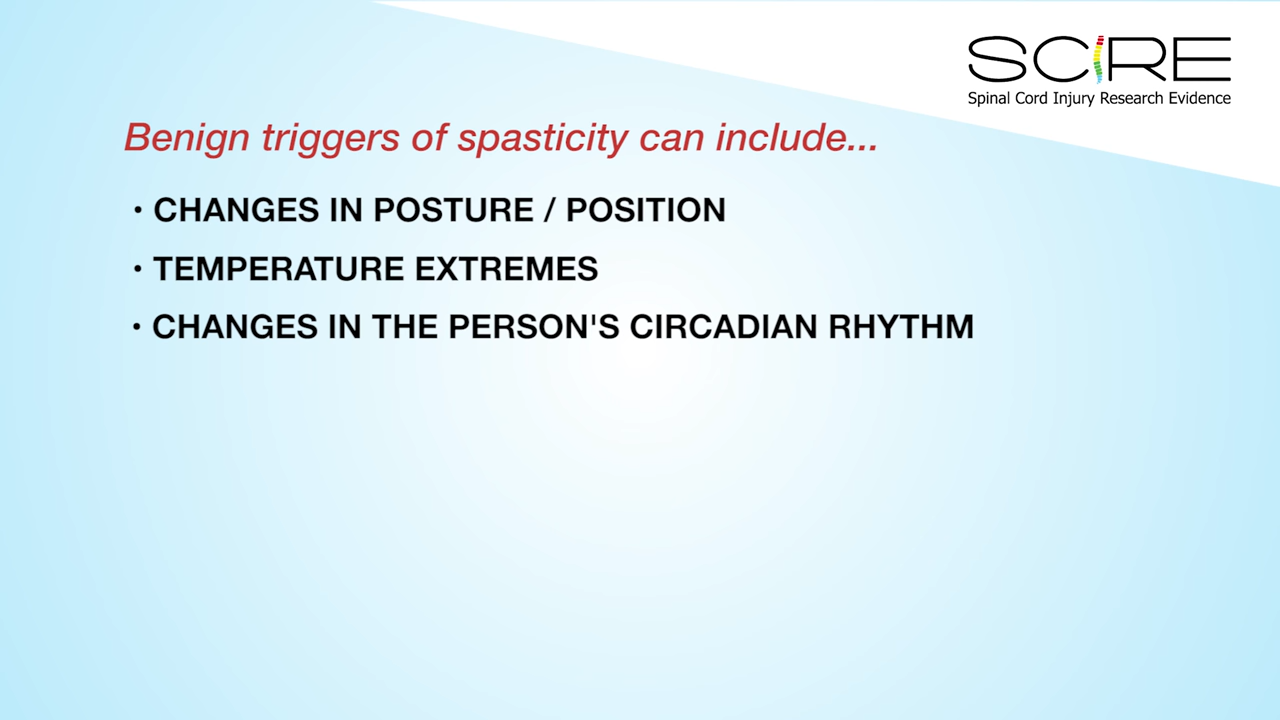 SCIRE
Spinal Cord Injury Research Evidence
Benign triggers of spasticity can include...
• CHANGES IN POSTURE / POSITION
• TEMPERATURE EXTREMES
• CHANGES IN THE PERSON'S CIRCADIAN RHYTHM